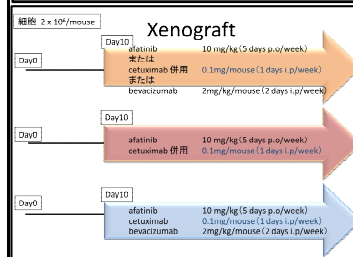 細胞 2 x 10⁶/mouse
Xenograft
Day10
Day0
afatinib 10 mg/kg(5 days p.o/week)
または
cetuximab 併用 0.1mg/mouse(1 days i.p/week)
または
bevacizumab 2mg/kg/mouse(2 days i.p/week)
Day10
Day0
afatinib 10 mg/kg(5 days p.o/week)
cetuximab 併用 0.1mg/mouse(1 days i.p/week)
Day10
Day0
afatinib 10 mg/kg(5 days p.o/week)
cetuximab 0.1mg/mouse(1 days i.p/week)
bevacizumab 2mg/kg/mouse(2 days i.p/week)